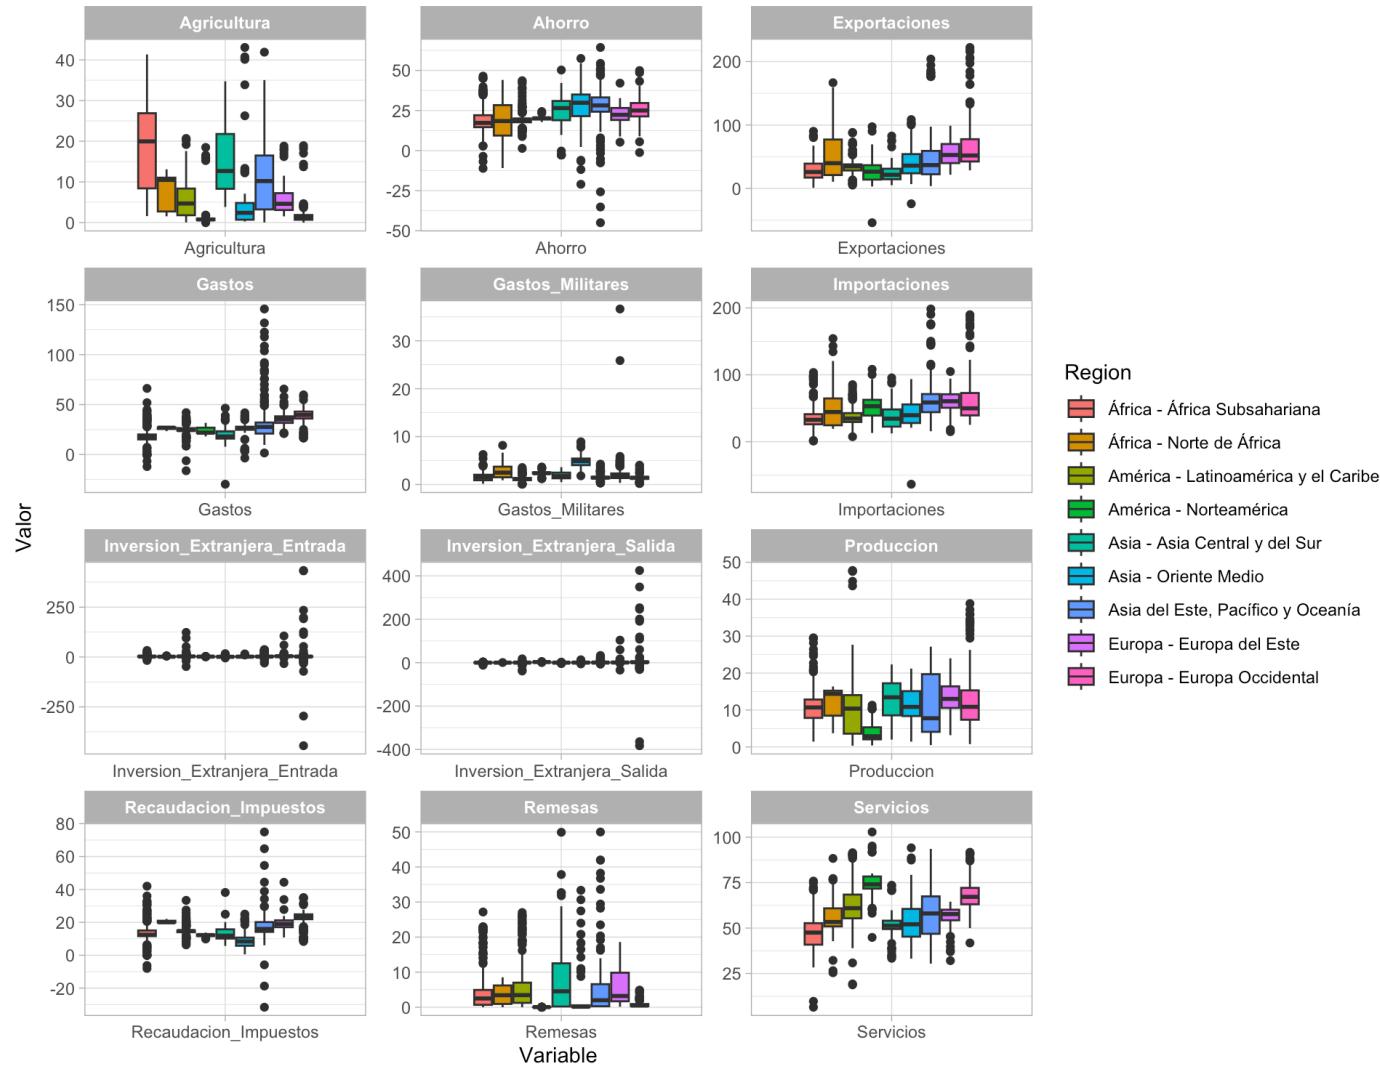 Agricultura
Ahorro
Exportaciones
40
30
20
10
0
50
25
0
-25
-50
200
100
0
Agricultura
Ahorro
Exportaciones
Gastos
Gastos_Militares
Importaciones
150
100
50
0
30
20
10
0
200
100
0
Gastos
Gastos_Militares
Importaciones
Inversion_Extranjera_Entrada
Inversion_Extranjera_Salida
Produccion
250
0
-250
400
200
0
-200
-400
50
40
30
20
10
0
Inversion_Extranjera_Entrada
Inversion_Extranjera_Salida
Produccion
Recaudacion_Impuestos
Remesas
Servicios
80
60
40
20
0
-20
50
40
30
20
10
0
100
75
50
25
Recaudacion_Impuestos
Remesas
Servicios
Valor
Variable
Region
África - África Subsahariana
África - Norte de África
América - Latinoamérica y el Caribe
América - Norteamérica
Asia - Asia Central y del Sur
Asia - Oriente Medio
Asia del Este, Pacífico y Oceanía
Europa - Europa del Este
Europa - Europa Occidental